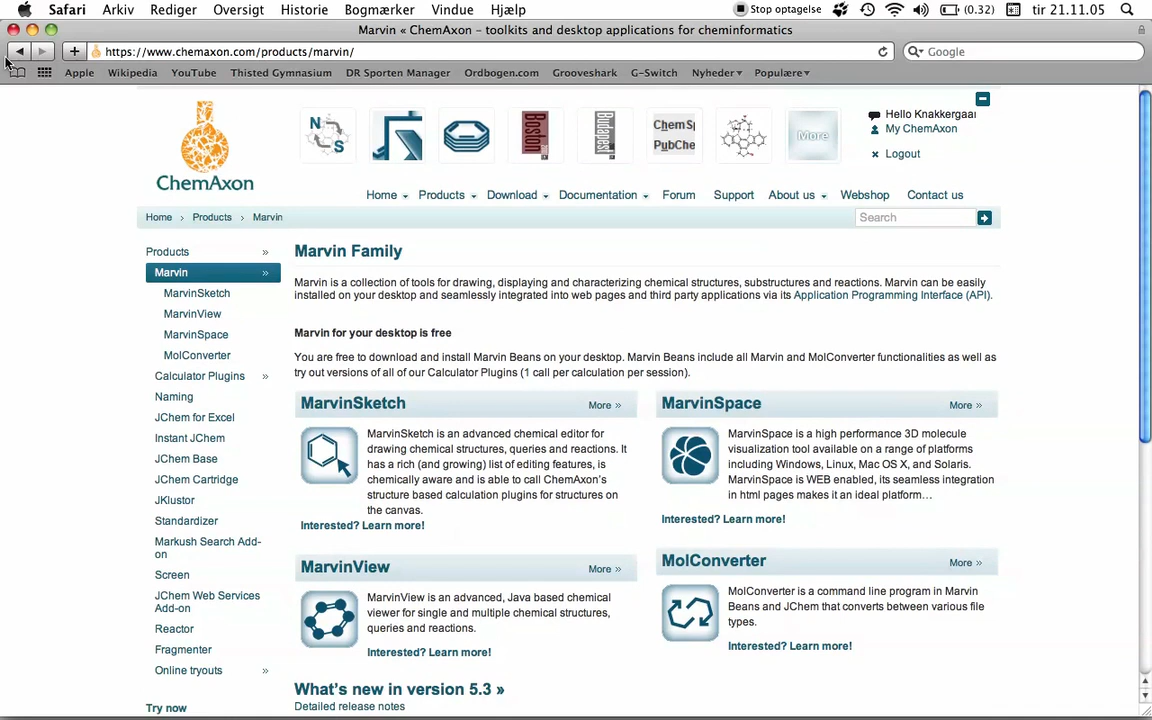 Safari Arkiv Rediger Oversigt Historie Bogmærker Vindue Hjælp Stop optagelse (0.32) tir 21.11.05
Marvin « ChemAxon – toolkits and desktop applications for cheminformatics
https://www.chemaxon.com/products/marvin/ Google
Apple Wikipedia YouTube Thisted Gymnasium DR Sporten Manager Ordbogen.com Grooveshark G-Switch Nyheder Populære
N
S
Boston
Budapest
ChemSp
PubChe
More
Hello Knakkergaar
My ChemAxon
Logout
ChemAxon
Home Products Download Documentation Forum Support About us Webshop Contact us
Home › Products › Marvin Search
Products »
Marvin »
MarvinSketch
MarvinView
MarvinSpace
MolConverter
Calculator Plugins »
Naming
JChem for Excel
Instant JChem
JChem Base
JChem Cartridge
JKlustor
Standardizer
Markush Search Add-
on
Screen
JChem Web Services
Add-on
Reactor
Fragmenter
Online tryouts »
Try now
Marvin Family
Marvin is a collection of tools for drawing, displaying and characterizing chemical structures, substructures and reactions. Marvin can be easily
installed on your desktop and seamlessly integrated into web pages and third party applications via its Application Programming Interface (API).
Marvin for your desktop is free
You are free to download and install Marvin Beans on your desktop. Marvin Beans include all Marvin and MolConverter functionalities as well as
try out versions of all of our Calculator Plugins (1 call per calculation per session).
MarvinSketch More »
MarvinSketch is an advanced chemical editor for
drawing chemical structures, queries and reactions. It
has a rich (and growing) list of editing features, is
chemically aware and is able to call ChemAxon's
structure based calculation plugins for structures on
the canvas.
Interested? Learn more!
MarvinSpace More »
MarvinSpace is a high performance 3D molecule
visualization tool available on a range of platforms
including Windows, Linux, Mac OS X, and Solaris.
MarvinSpace is WEB enabled, its seamless integration
in html pages makes it an ideal platform...
Interested? Learn more!
MarvinView More »
MarvinView is an advanced, Java based chemical
viewer for single and multiple chemical structures,
queries and reactions.
Interested? Learn more!
MolConverter More »
MolConverter is a command line program in Marvin
Beans and JChem that converts between various file
types.
Interested? Learn more!
What's new in version 5.3 »
Detailed release notes